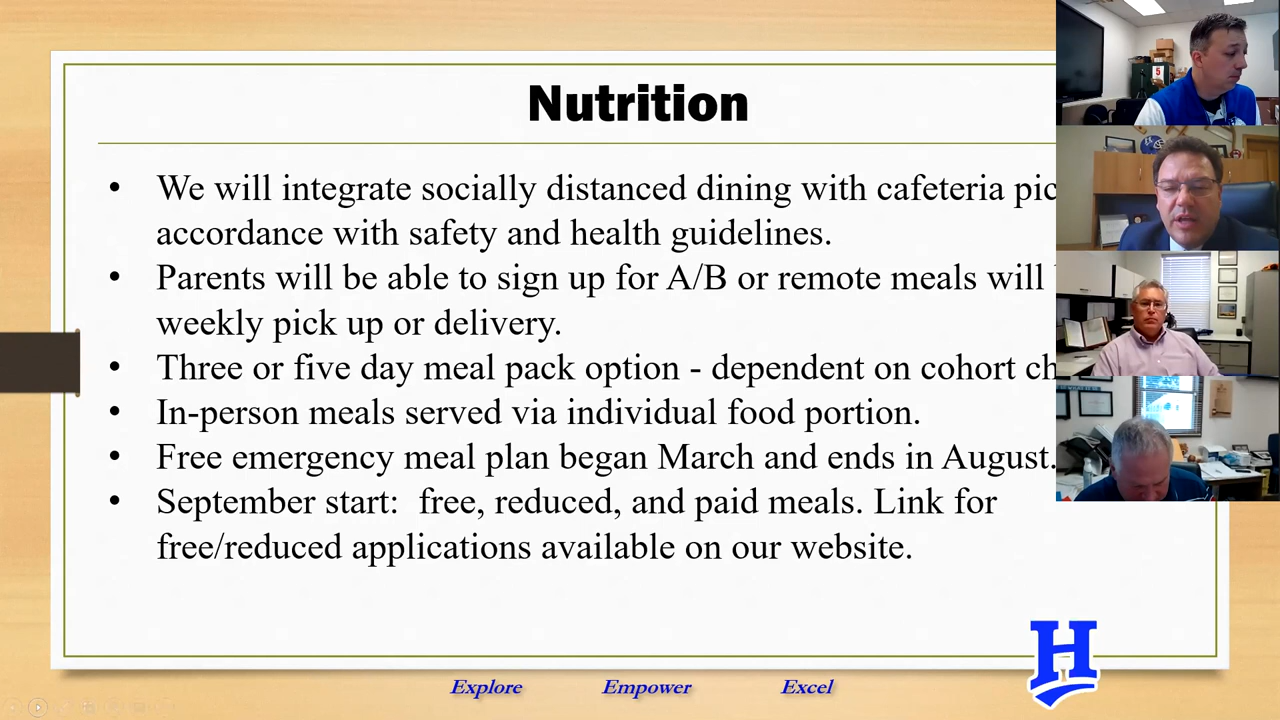 Nutrition
• We will integrate socially distanced dining with cafeteria
accordance with safety and health guidelines.
• Parents will be able to sign up for A/B or remote meals will
weekly pick up or delivery.
• Three or five day meal pack option - dependent on cohort
• In-person meals served via individual food portion.
• Free emergency meal plan began March and ends in August.
• September start: free, reduced, and paid meals. Link for
free/reduced applications available on our website.
H
Explore Empower Excel
5